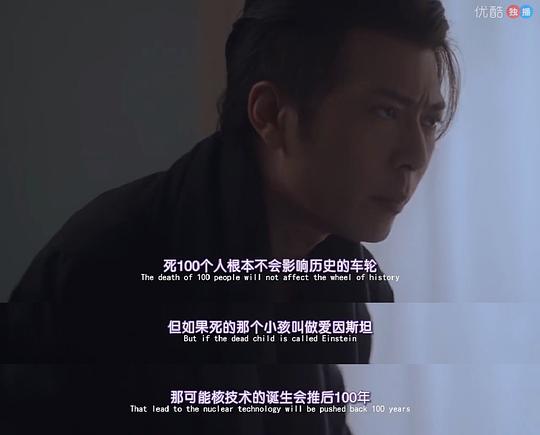 优酷 独播
死100个人根本不会影响历史的车轮
The death of 100 people will not affect the wheel of history
但如果死的那个小孩叫做爱因斯坦
But if the dead child is called Einstein
那可能核技术的诞生会推后100年
That lead to the nuclear technology will be pushed back 100 years